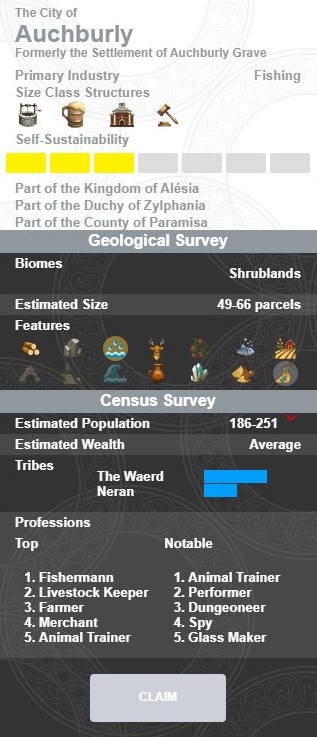 The City of
Auchburly
Formerly the Settlement of Auchburly Grave
Primary Industry Fishing
Size Class Structures
Self-Sustainability
Part of the Kingdom of Alésia
Part of the Duchy of Zylphania
Part of the County of Paramisa
Geological Survey
Biomes
Shrublands
Estimated Size 49-66 parcels
Features
Census Survey
Estimated Population 186-251
Estimated Wealth Average
Tribes
The Waerd
Neran
Professions
Top Notable
1. Fishermann 1. Animal Trainer
2. Livestock Keeper 2. Performer
3. Farmer 3. Dungeoneer
4. Merchant 4. Spy
5. Animal Trainer 5. Glass Maker
CLAIM